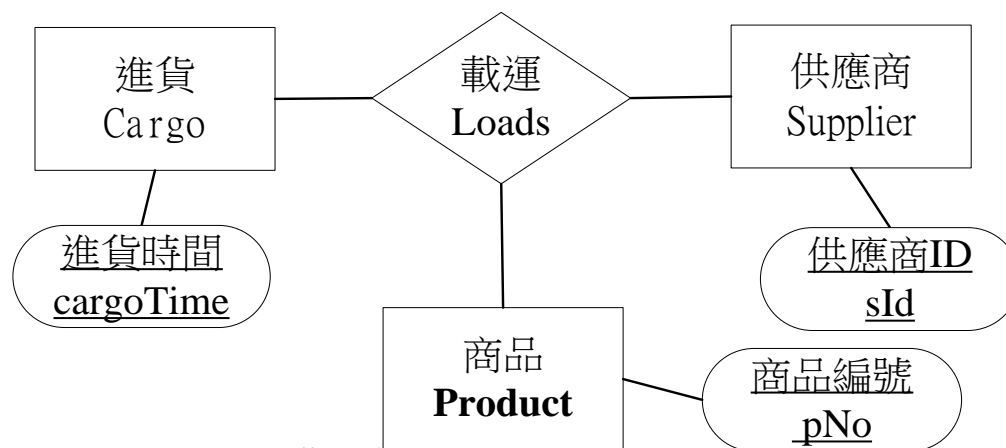 進貨
Cargo
載運
Loads
供應商
Supplier
進貨時間
cargoTime
供應商ID
sId
商品
Product
商品編號
pNo